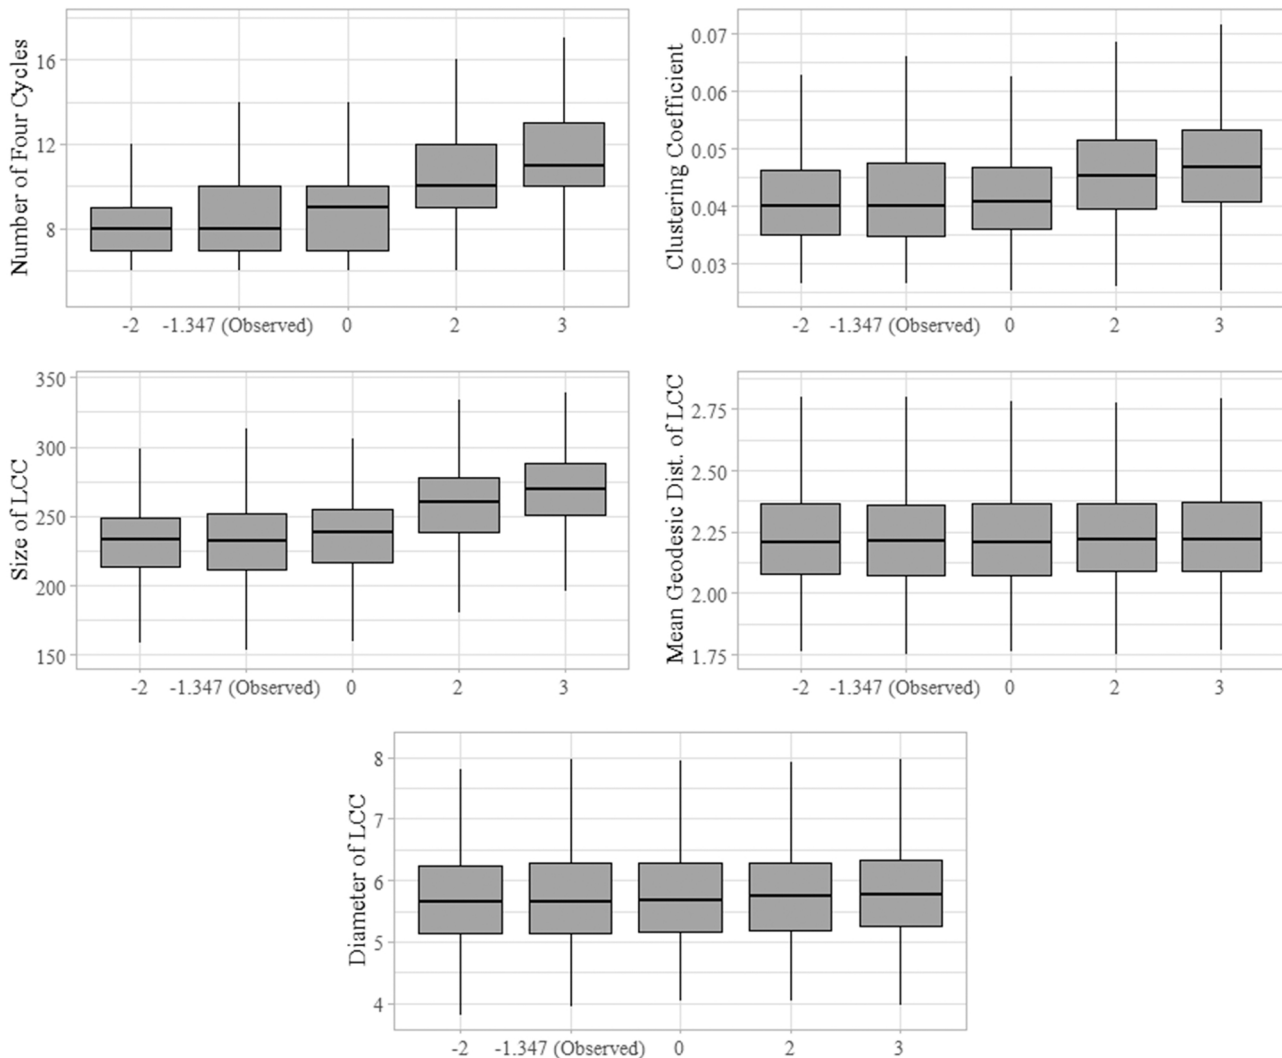 Number of Four Cycles
16
12
8
-2 -1.347 (Observed) 0 2 3
Clustering Coefficient
0.07
0.06
0.05
0.04
0.03
-2 -1.347 (Observed) 0 2 3
Size of LCC
350
300
250
200
150
-2 -1.347 (Observed) 0 2 3
Mean Geodesic Dist. of LCC
2.75
2.50
2.25
2.00
1.75
-2 -1.347 (Observed) 0 2 3
Diameter of LCC
8
7
6
5
4
-2 -1.347 (Observed) 0 2 3